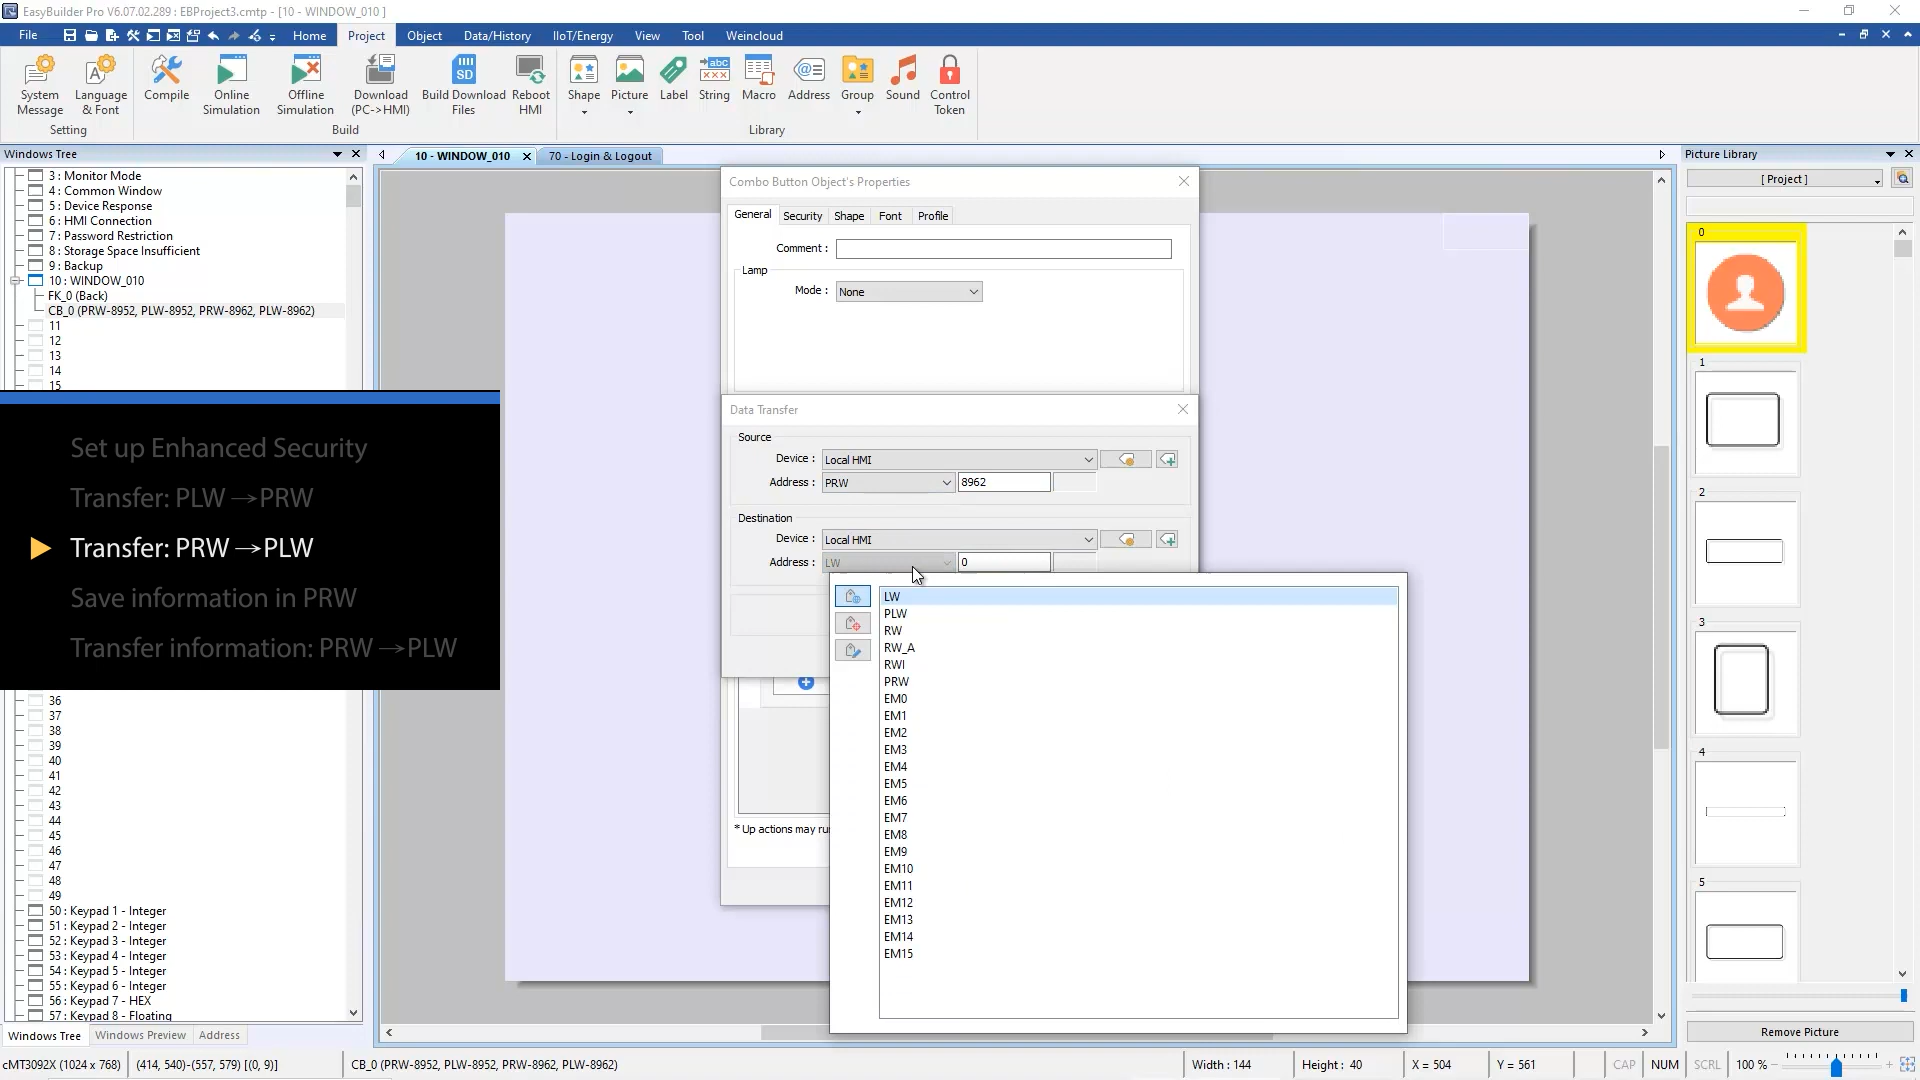 EasyBuilder Pro V6.07.02.289 : EBProject3.cmtp - [10 - WINDOW_010 ]
File Home Project Object Data/History IIoT/Energy View Tool Weincloud
System Message
Language & Font
Compile
Online Simulation
Offline Simulation
Download (PC->HMI)
Build Download Files
Reboot HMI
Shape
Picture
Label
String
Macro
Address
Group
Sound
Control Token
Setting Build Library
Windows Tree
10 - WINDOW_010
70 - Login & Logout
Picture Library
3 : Monitor Mode
4 : Common Window
5 : Device Response
6 : HMI Connection
7 : Password Restriction
8 : Storage Space Insufficient
9 : Backup
10 : WINDOW_010
FK_0 (Back)
CB_0 (PRW-8952, PLW-8952, PRW-8962, PLW-8962)
11
12
13
14
15
Set up Enhanced Security
Transfer: PLW →PRW
Transfer: PRW →PLW
Save information in PRW
Transfer information: PRW →PLW
36
37
38
39
40
41
42
43
44
45
46
47
48
49
50 : Keypad 1 - Integer
51 : Keypad 2 - Integer
52 : Keypad 3 - Integer
53 : Keypad 4 - Integer
54 : Keypad 5 - Integer
55 : Keypad 6 - Integer
56 : Keypad 7 - HEX
57 : Keypad 8 - Floating
Windows Tree Windows Preview Address
Combo Button Object's Properties
General Security Shape Font Profile
Comment :
Lamp
Mode : None
Data Transfer
Source
Device : Local HMI
Address : PRW 8962
Destination
Device : Local HMI
Address : LW 0
* Up actions may ru
LW
PLW
RW
RW_A
RWI
PRW
EM0
EM1
EM2
EM3
EM4
EM5
EM6
EM7
EM8
EM9
EM10
EM11
EM12
EM13
EM14
EM15
[ Project ]
0
1
2
3
4
5
Remove Picture
cMT3092X (1024 x 768) (414, 540)-(557, 579) [(0, 9)] CB_0 (PRW-8952, PLW-8952, PRW-8962, PLW-8962) Width : 144 Height : 40 X = 504 Y = 561 CAP NUM SCRL 100 %